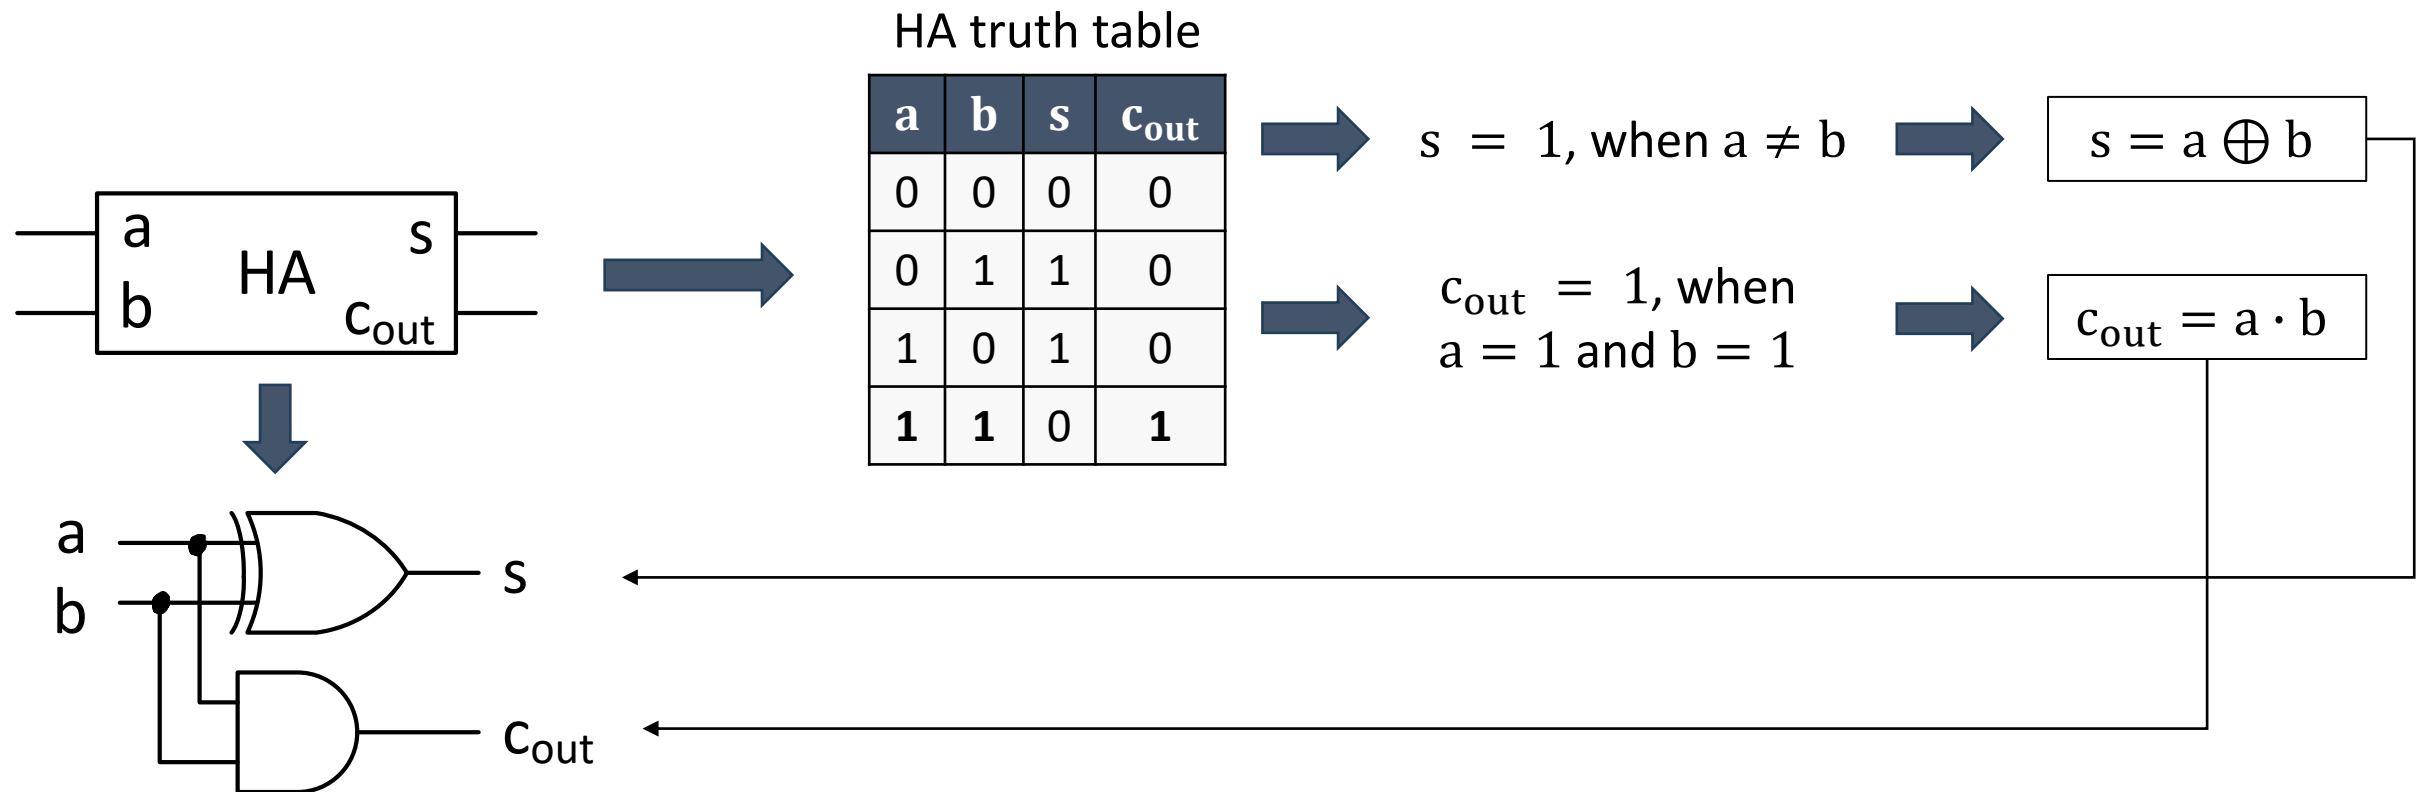 HA truth table
a b s cout
0 0 0 0
0 1 1 0
1 0 1 0
1 1 0 1
s = 1, when a ≠ b
s = a ⊕ b
cout = 1, when
a = 1 and b = 1
cout = a · b
a s
HA
b cout
a
b
s
cout